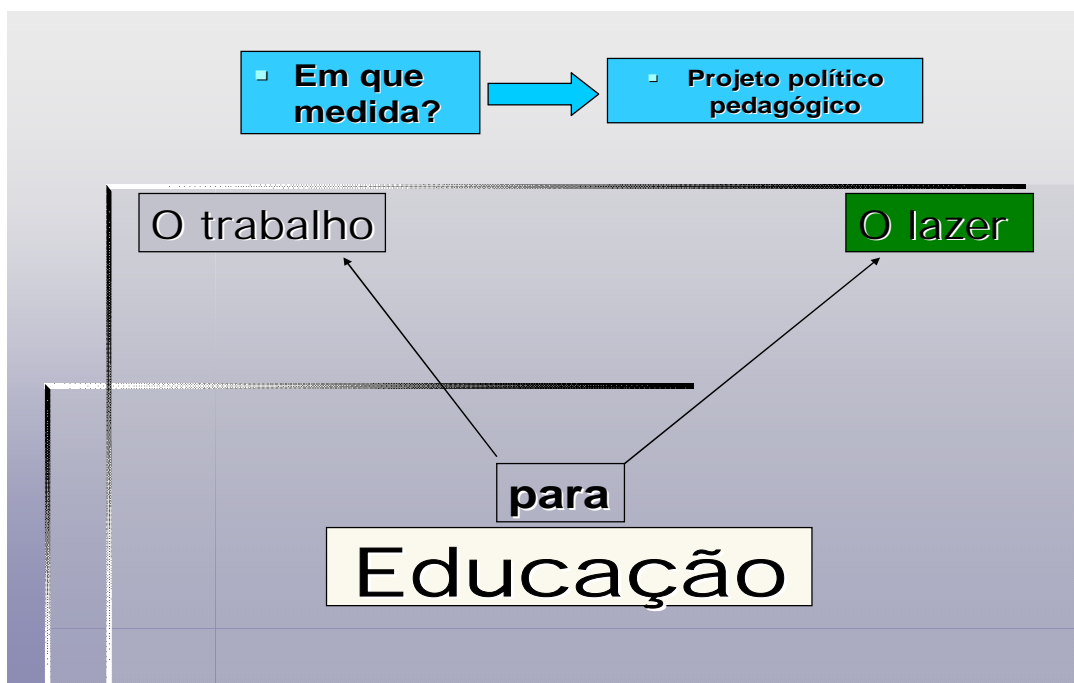 ▪ Em que
medida?
▪ Projeto político
pedagógico
O trabalho
O lazer
para
Educação